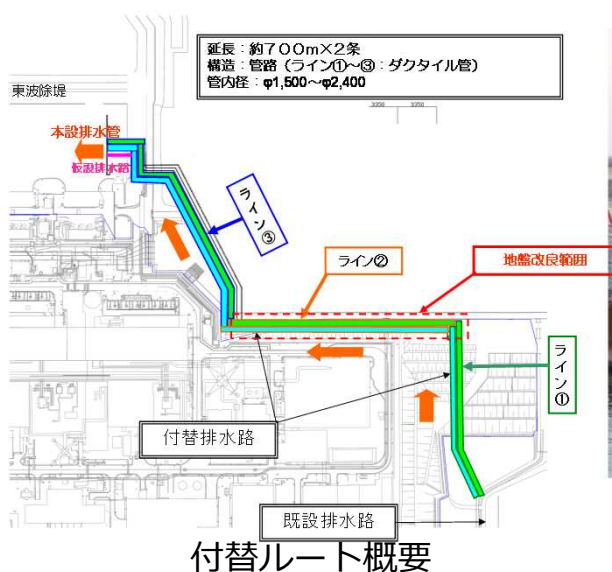 延長：約７００ｍ×２条
構造：管路（ライン①～③：ダクタイル管）
管内径：φ1,500～φ2,400
3350 3350
東波除堤
本設排水管
仮設排水路
ライン③
ライン②
地盤改良範囲
ライン①
付替排水路
既設排水路
付替ルート概要